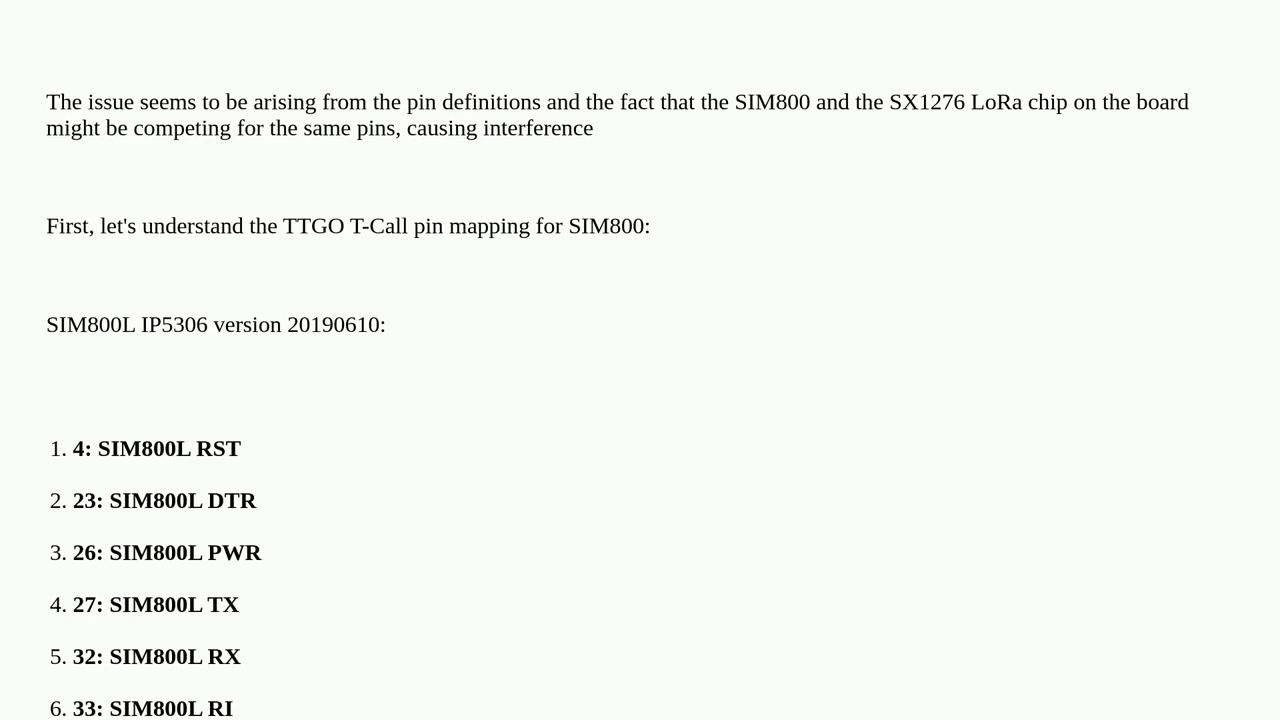 The issue seems to be arising from the pin definitions and the fact that the SIM800 and the SX1276 LoRa chip on the board
might be competing for the same pins, causing interference
First, let's understand the TTGO T-Call pin mapping for SIM800:
SIM800L IP5306 version 20190610:
1. 4: SIM800L RST
2. 23: SIM800L DTR
3. 26: SIM800L PWR
4. 27: SIM800L TX
5. 32: SIM800L RX
6. 33: SIM800L RI